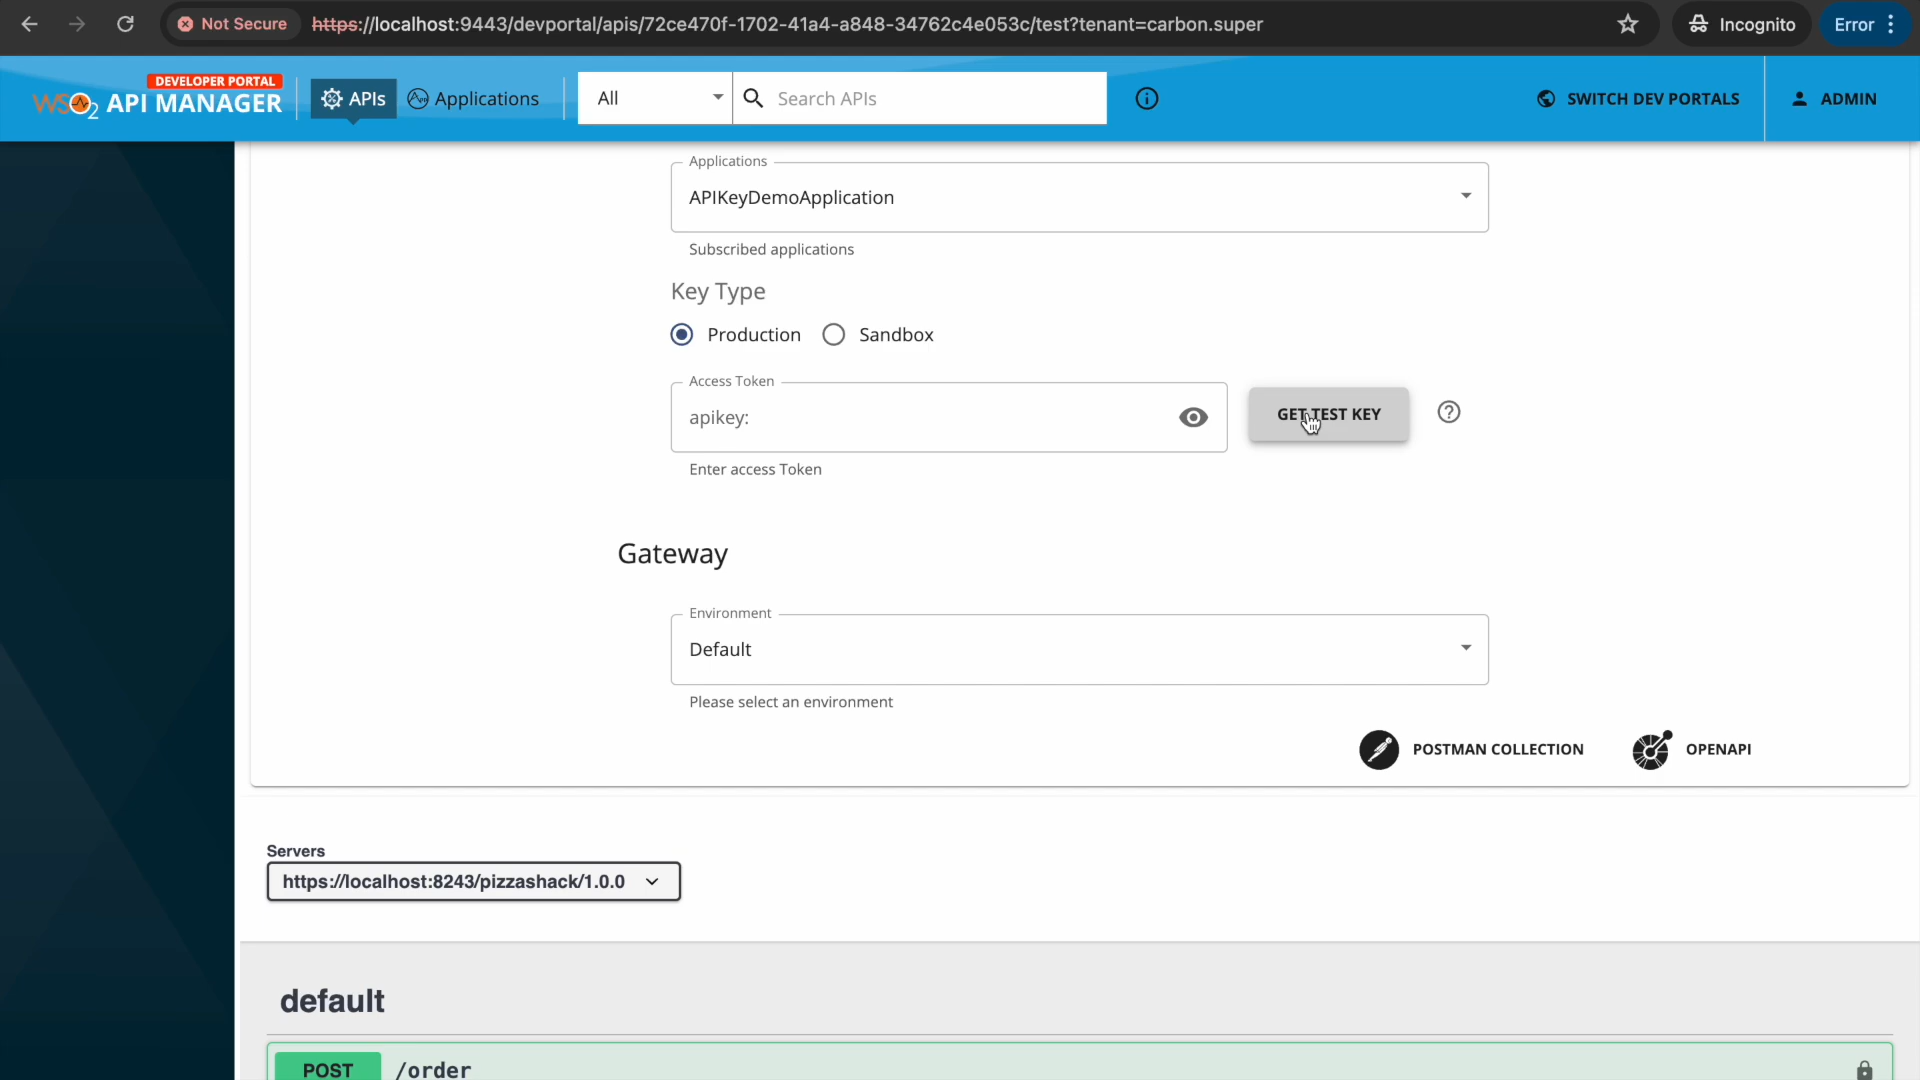 Not Secure
https://localhost:9443/devportal/apis/72ce470f-1702-41a4-a848-34762c4e053c/test?tenant=carbon.super
Incognito
Error
DEVELOPER PORTAL
WSO2 API MANAGER
APIs
Applications
All
Search APIs
SWITCH DEV PORTALS
ADMIN
Applications
APIKeyDemoApplication
Subscribed applications
Key Type
Production
Sandbox
Access Token
apikey:
GET TEST KEY
Enter access Token
Gateway
Environment
Default
Please select an environment
POSTMAN COLLECTION
OPENAPI
Servers
https://localhost:8243/pizzashack/1.0.0
default
POST
/order